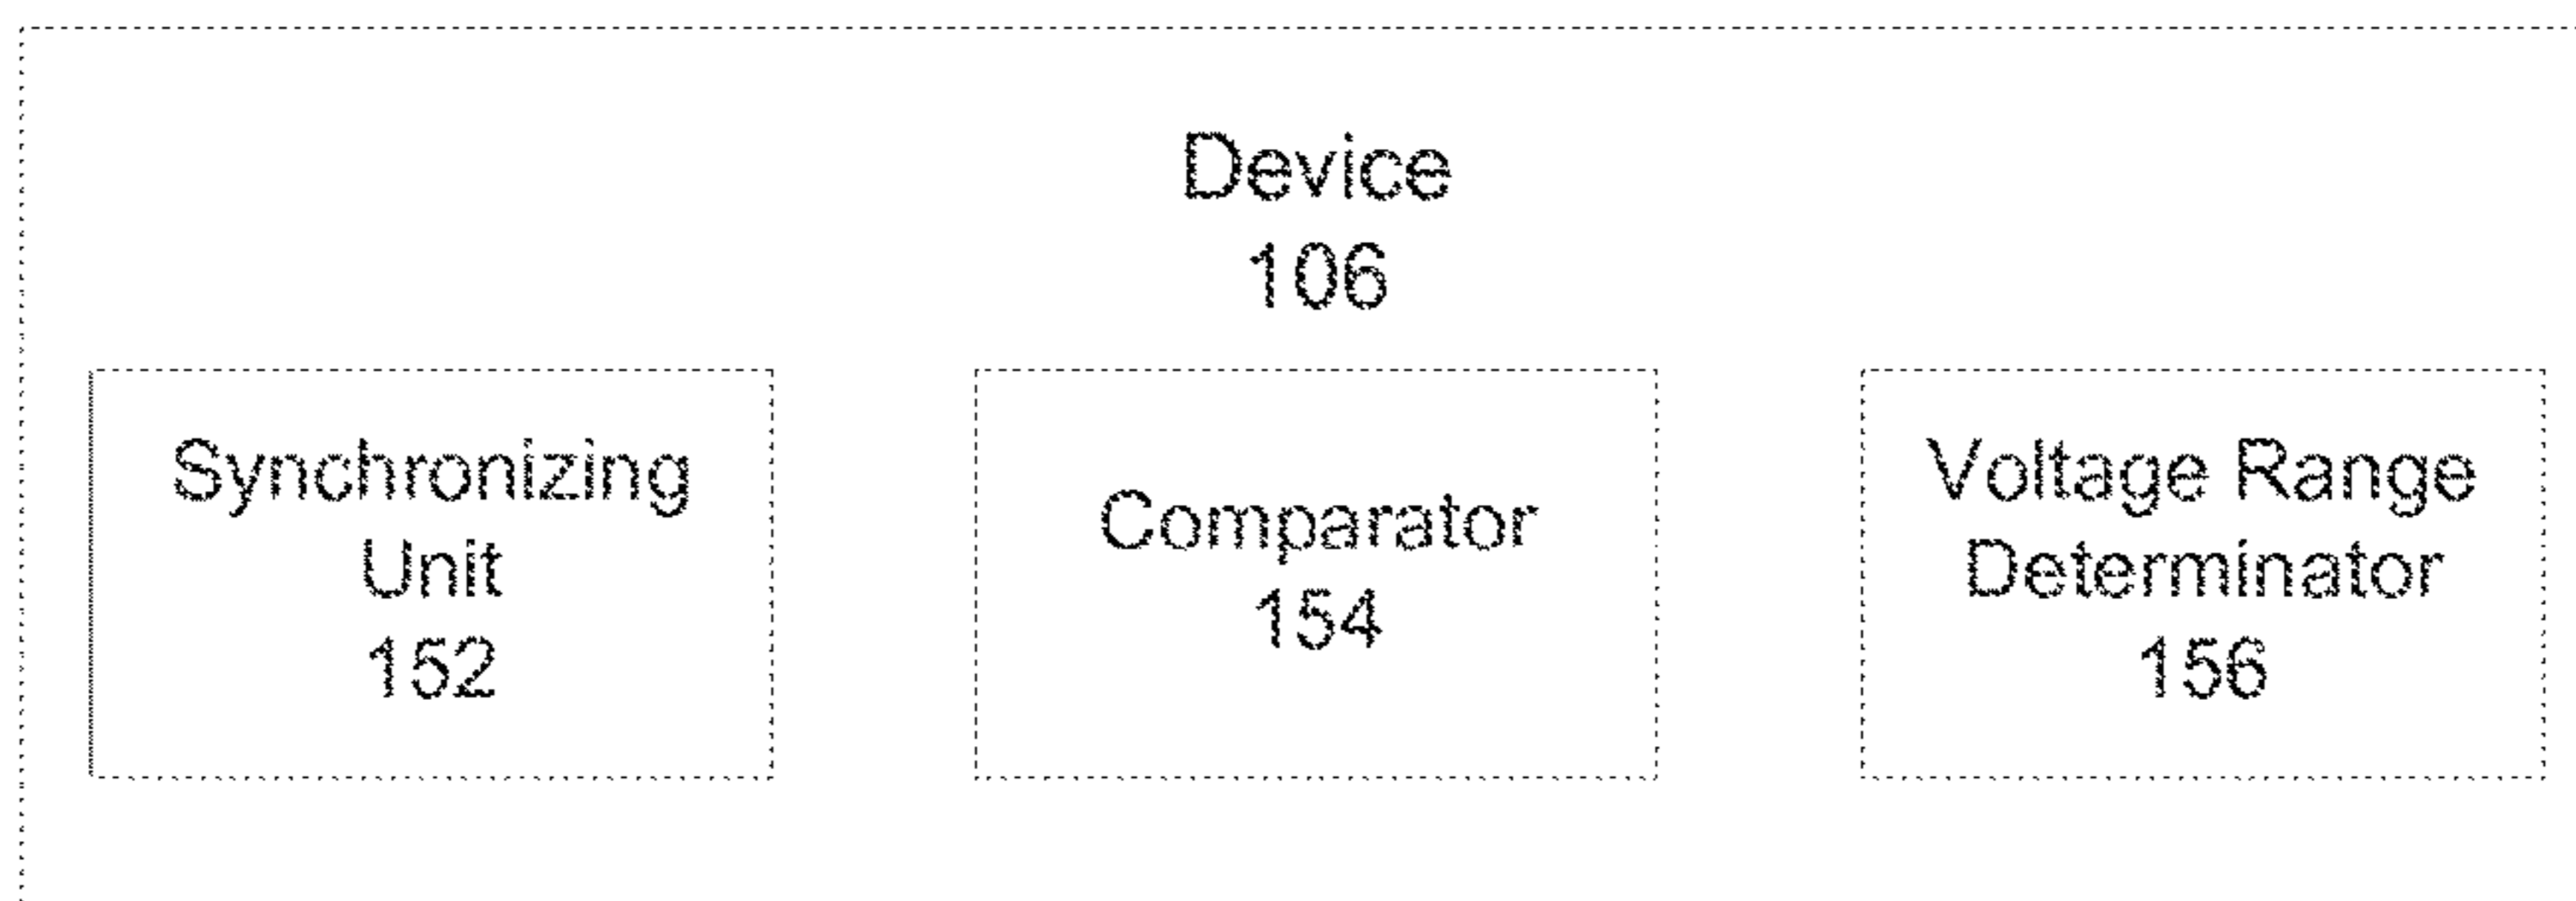 Device
106
Synchronizing
Unit
152
Comparator
154
Voltage Range
Determinator
156